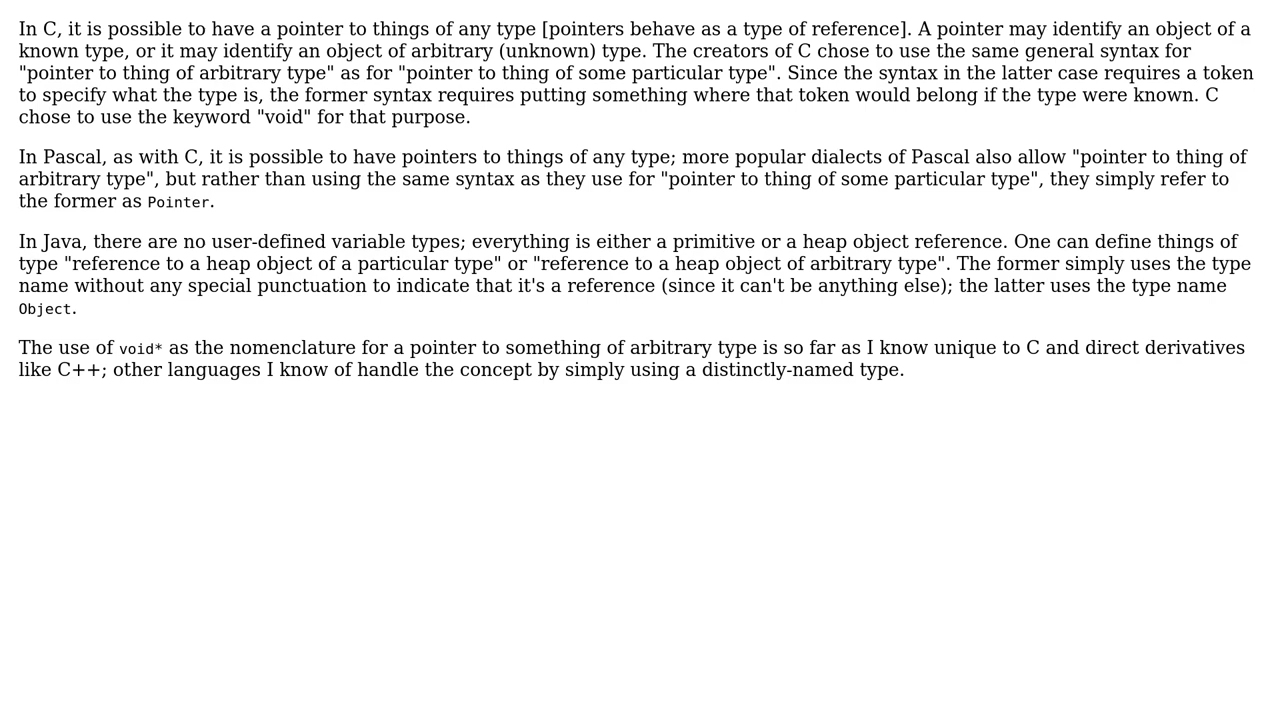 In C, it is possible to have a pointer to things of any type [pointers behave as a type of reference]. A pointer may identify an object of a
known type, or it may identify an object of arbitrary (unknown) type. The creators of C chose to use the same general syntax for
"pointer to thing of arbitrary type" as for "pointer to thing of some particular type". Since the syntax in the latter case requires a token
to specify what the type is, the former syntax requires putting something where that token would belong if the type were known. C
chose to use the keyword "void" for that purpose.
In Pascal, as with C, it is possible to have pointers to things of any type; more popular dialects of Pascal also allow "pointer to thing of
arbitrary type", but rather than using the same syntax as they use for "pointer to thing of some particular type", they simply refer to
the former as Pointer.
In Java, there are no user-defined variable types; everything is either a primitive or a heap object reference. One can define things of
type "reference to a heap object of a particular type" or "reference to a heap object of arbitrary type". The former simply uses the type
name without any special punctuation to indicate that it's a reference (since it can't be anything else); the latter uses the type name
Object.
The use of void* as the nomenclature for a pointer to something of arbitrary type is so far as I know unique to C and direct derivatives
like C++; other languages I know of handle the concept by simply using a distinctly-named type.